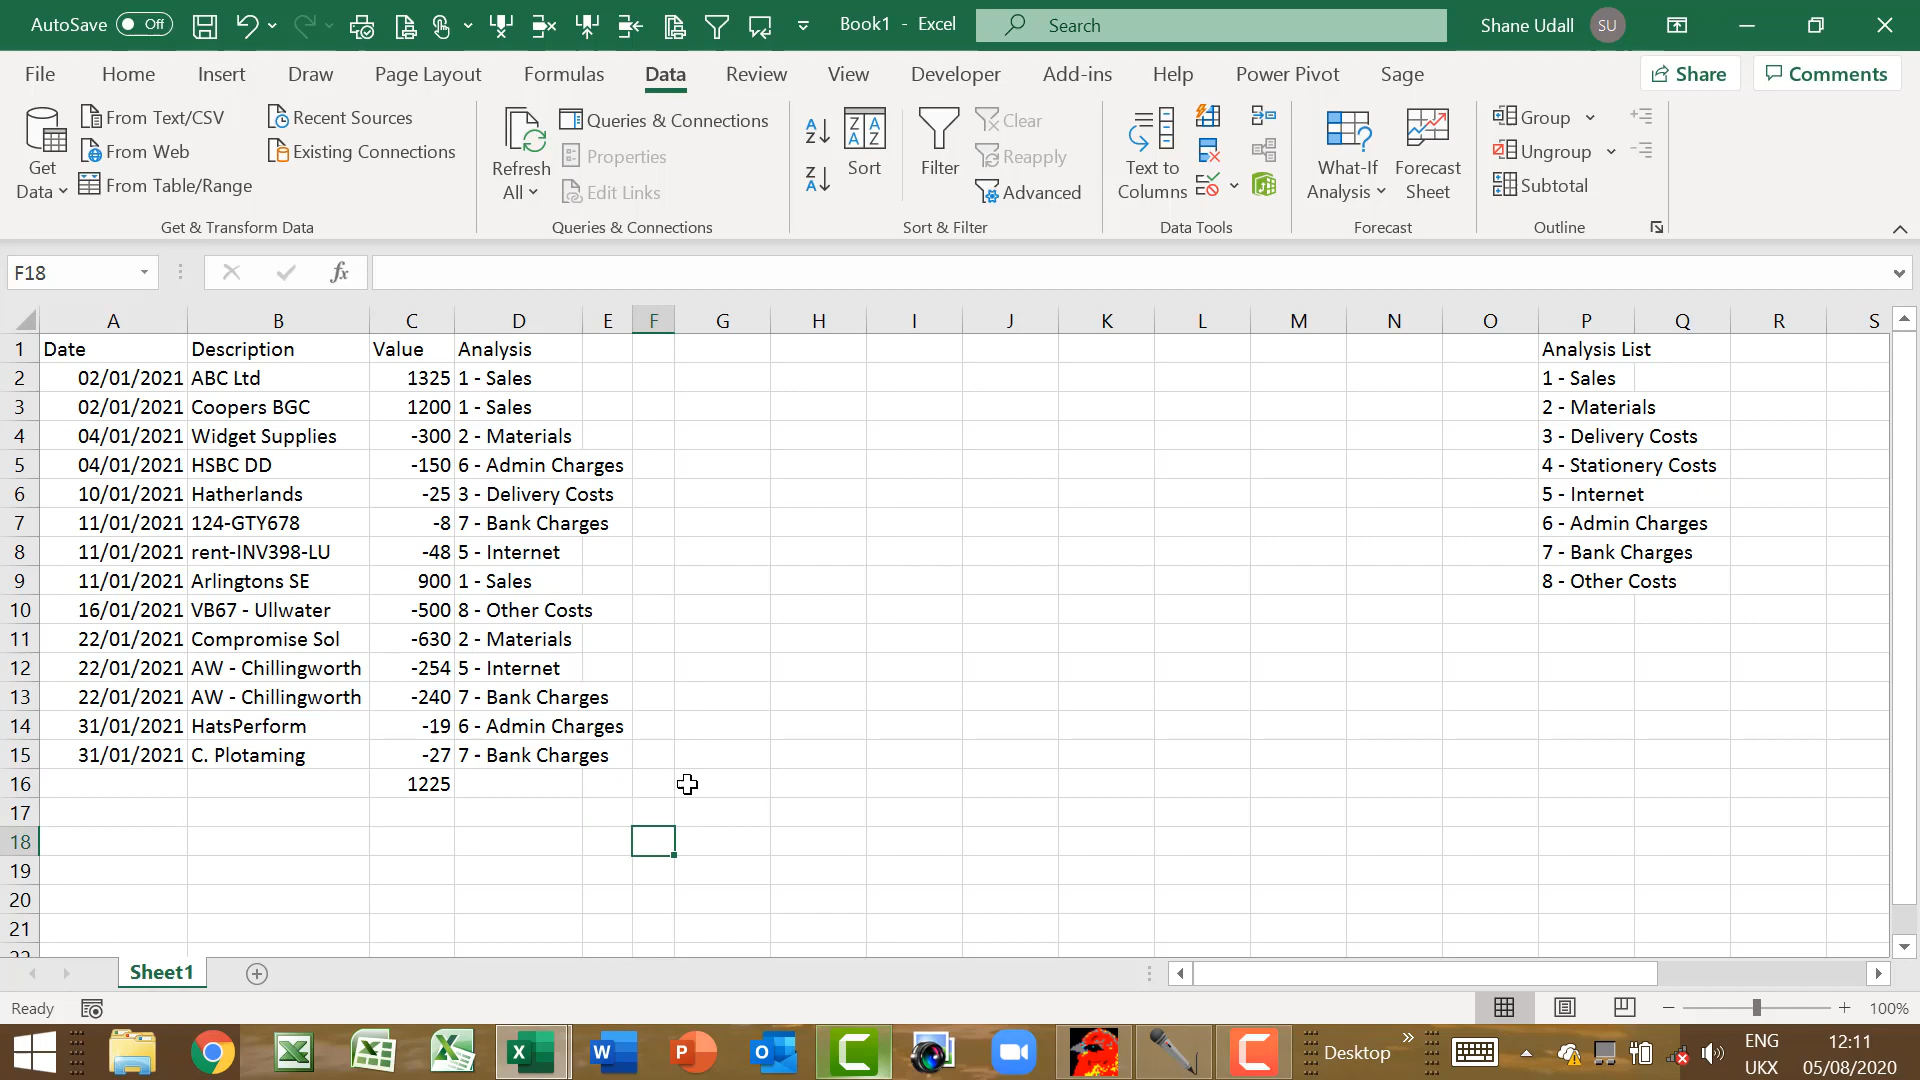 AutoSave Off Book1 - Excel Search Shane Udall SU
File Home Insert Draw Page Layout Formulas Data Review View Developer Add-ins Help Power Pivot Sage Share Comments
Get Data From Text/CSV Recent Sources Refresh All Queries & Connections Sort Filter Clear Text to Columns What-If Analysis Forecast Sheet Group
From Web Existing Connections Properties Reapply Ungroup
From Table/Range Edit Links Advanced Subtotal
Get & Transform Data Queries & Connections Sort & Filter Data Tools Forecast Outline
F18 fx
A B C D E F G H I J K L M N O P Q R S
1 Date Description Value Analysis Analysis List
2 02/01/2021 ABC Ltd 1325 1 - Sales 1 - Sales
3 02/01/2021 Coopers BGC 1200 1 - Sales 2 - Materials
4 04/01/2021 Widget Supplies -300 2 - Materials 3 - Delivery Costs
5 04/01/2021 HSBC DD -150 6 - Admin Charges 4 - Stationery Costs
6 10/01/2021 Hatherlands -25 3 - Delivery Costs 5 - Internet
7 11/01/2021 124-GTY678 -8 7 - Bank Charges 6 - Admin Charges
8 11/01/2021 rent-INV398-LU -48 5 - Internet 7 - Bank Charges
9 11/01/2021 Arlingtons SE 900 1 - Sales 8 - Other Costs
10 16/01/2021 VB67 - Ullwater -500 8 - Other Costs
11 22/01/2021 Compromise Sol -630 2 - Materials
12 22/01/2021 AW - Chillingworth -254 5 - Internet
13 22/01/2021 AW - Chillingworth -240 7 - Bank Charges
14 31/01/2021 HatsPerform -19 6 - Admin Charges
15 31/01/2021 C. Plotaming -27 7 - Bank Charges
16 1225
17
18
19
20
21
22
Sheet1
Ready 100%
Desktop ENG 12:11
UKX 05/08/2020